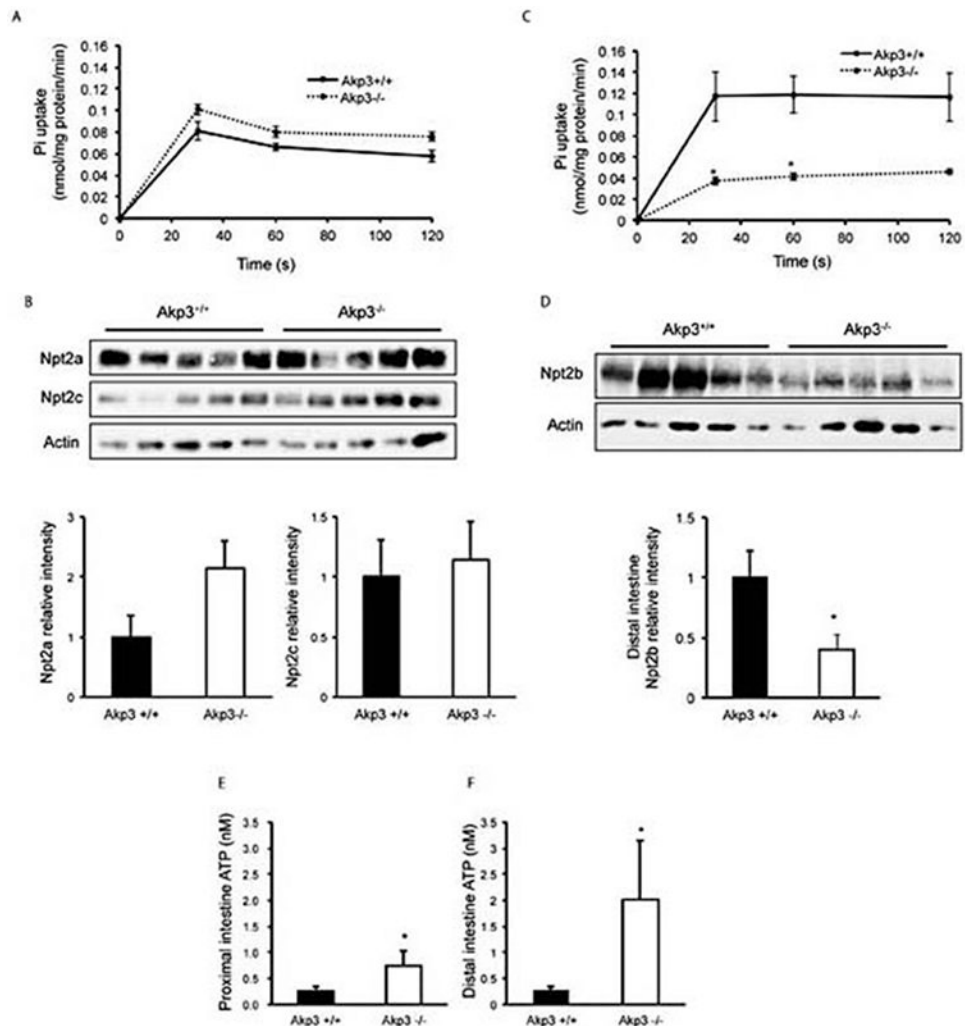 A
Pi uptake
(nmol/mg protein/min)
0.16
0.14
0.12
0.1
0.08
0.06
0.04
0.02
0
Akp3+/+
Akp3-/-
0 20 40 60 80 100 120
Time (s)
C
Pi uptake
(nmol/mg protein/min)
0.16
0.14
0.12
0.1
0.08
0.06
0.04
0.02
0
Akp3+/+
Akp3-/-
* *
0 20 40 60 80 100 120
Time (s)
B
Akp3+/+ Akp3-/-
Npt2a
Npt2c
Actin
D
Akp3+/+ Akp3-/-
Npt2b
Actin
Npt2a relative intensity
3
2
1
0
Akp3 +/+ Akp3-/-
Npt2c relative intensity
1.5
1
0.5
0
Akp3 +/+ Akp3 -/-
Distal intestine
Npt2b relative intensity
1.5
1
0.5
0
*
Akp3 +/+ Akp3 -/-
E
Proximal intestine ATP (nM)
3.5
3
2.5
2
1.5
1
0.5
0
*
Akp3 +/+ Akp3 -/-
F
Distal intestine ATP (nM)
3.5
3
2.5
2
1.5
1
0.5
0
*
Akp3 +/+ Akp3 -/-